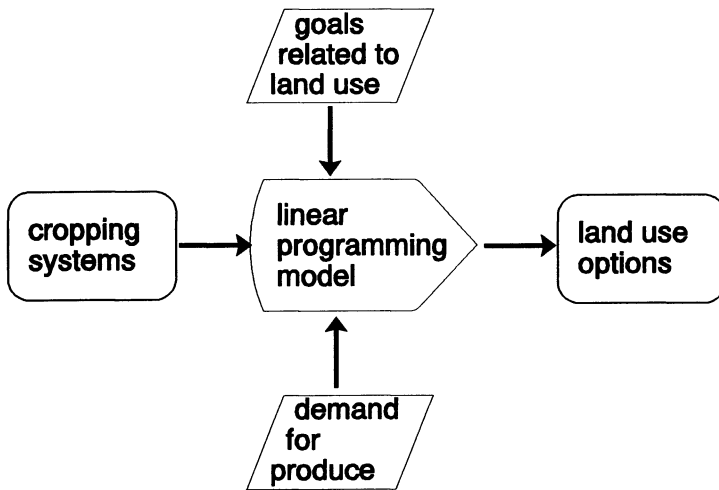 goals
related to
land use
cropping
systems
linear
programming
model
land use
options
demand
for
produce